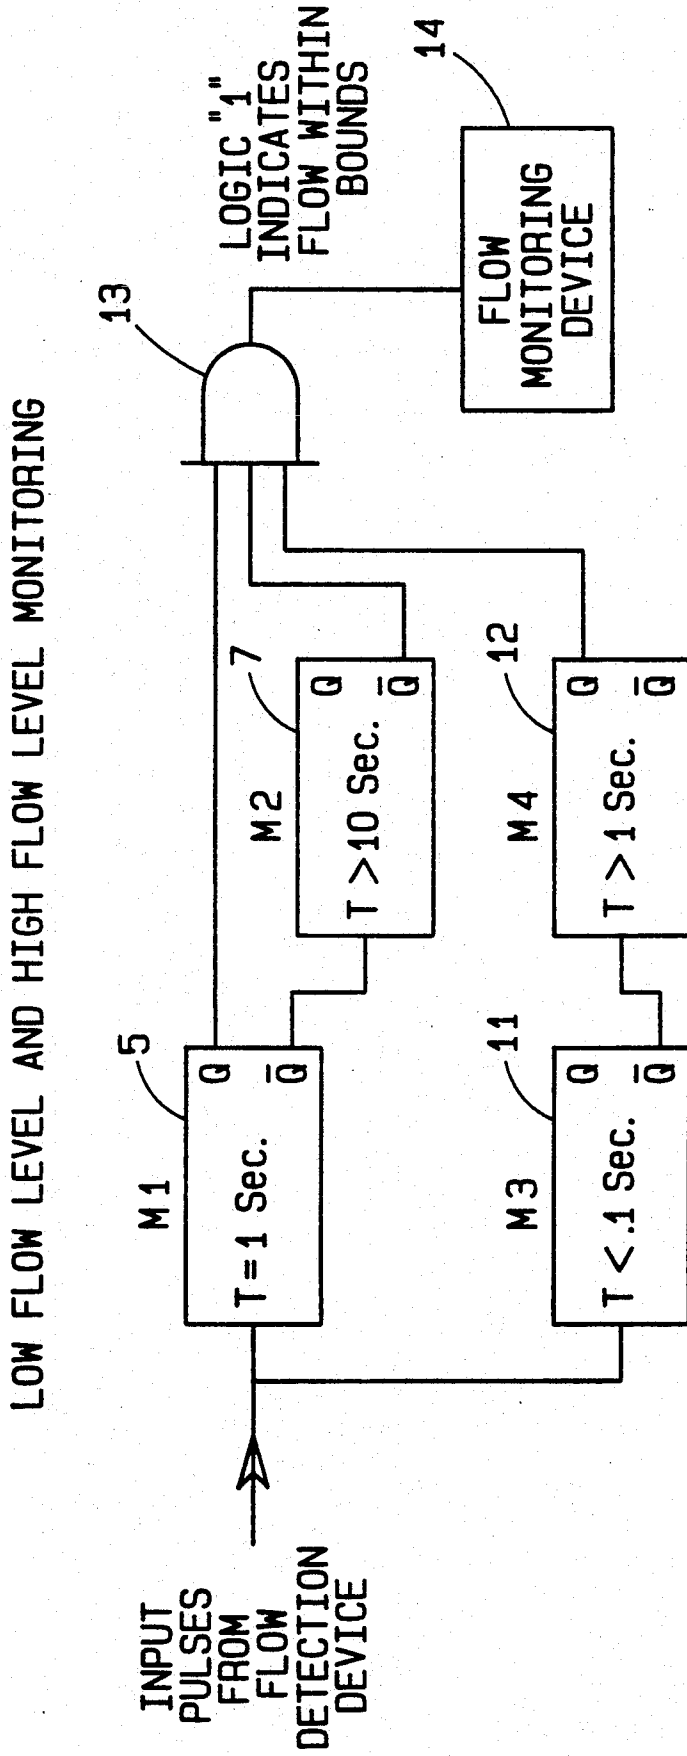 LOW FLOW LEVEL AND HIGH FLOW LEVEL MONITORING
INPUT
PULSES
FROM
FLOW
DETECTION
DEVICE
M1
5
T = 1 Sec.
Q
Q̅
M2
7
T > 10 Sec.
Q
Q̅
13
LOGIC "1"
INDICATES
FLOW WITHIN
BOUNDS
M3
11
T < .1 Sec.
Q
Q̅
M4
12
T > 1 Sec.
Q
Q̅
14
FLOW
MONITORING
DEVICE